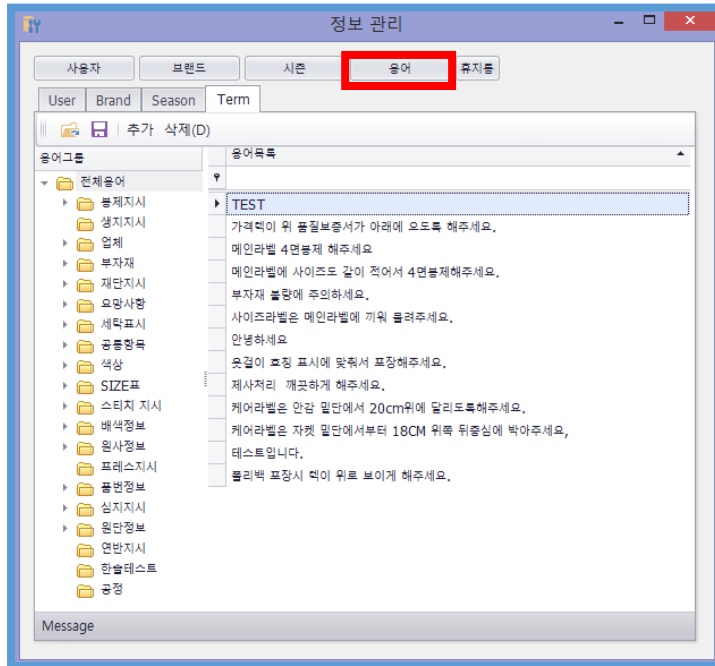 정보 관리
사용자 브랜드 시즌 용어 휴지통
User Brand Season Term
추가 삭제(D)
용어그룹
전체용어
봉제지시
생지지시
업체
부자재
재단지시
요망사항
세탁표시
공통항목
색상
SIZE표
스티치 지시
배색정보
원사정보
프레스지시
품번정보
심지지시
원단정보
연반지시
한솔테스트
공정
용어목록
TEST
가격텍이 위 품질보증서가 아래에 오도록 해주세요.
메인라벨 4면봉제 해주세요
메인라벨에 사이즈도 같이 적어서 4면봉제해주세요.
부자재 불량에 주의하세요.
사이즈라벨은 메인라벨에 끼워 물려주세요.
안녕하세요
옷걸이 호칭 표시에 맞춰서 포장해주세요.
제사처리 깨끗하게 해주세요.
케어라벨은 안감 밑단에서 20cm위에 달리도록해주세요.
케어라벨은 자켓 밑단에서부터 18CM 위쪽 뒤중심에 박아주세요,
테스트입니다.
폴리백 포장시 텍이 위로 보이게 해주세요.
Message